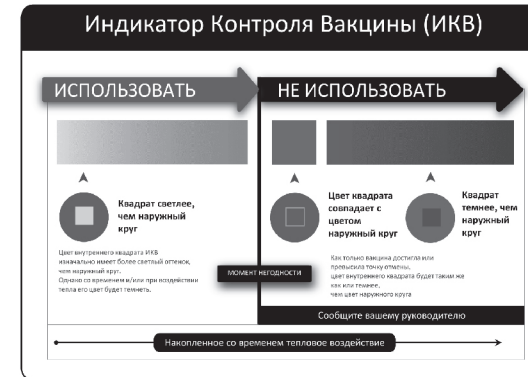 Индикатор Контроля Вакцины (ИКВ)
ИСПОЛЬЗОВАТЬ
НЕ ИСПОЛЬЗОВАТЬ
Квадрат светлее,
чем наружный
круг
Цвет внутреннего квадрата ИКВ
изначально имеет более светлый оттенок,
чем наружный круг.
Однако со временем и/или при воздействии
тепла его цвет будет темнеть.
МОМЕНТ НЕГОДНОСТИ
Цвет квадрата
совпадает с
цветом
наружный круг
Квадрат
темнее, чем
наружный
круг
Как только вакцина достигла или
превысила точку отмены,
цвет внутреннего квадрата будет таким же
как или темнее,
чем цвет наружного круга
Сообщите вашему руководителю
Накопленное со временем тепловое воздействие